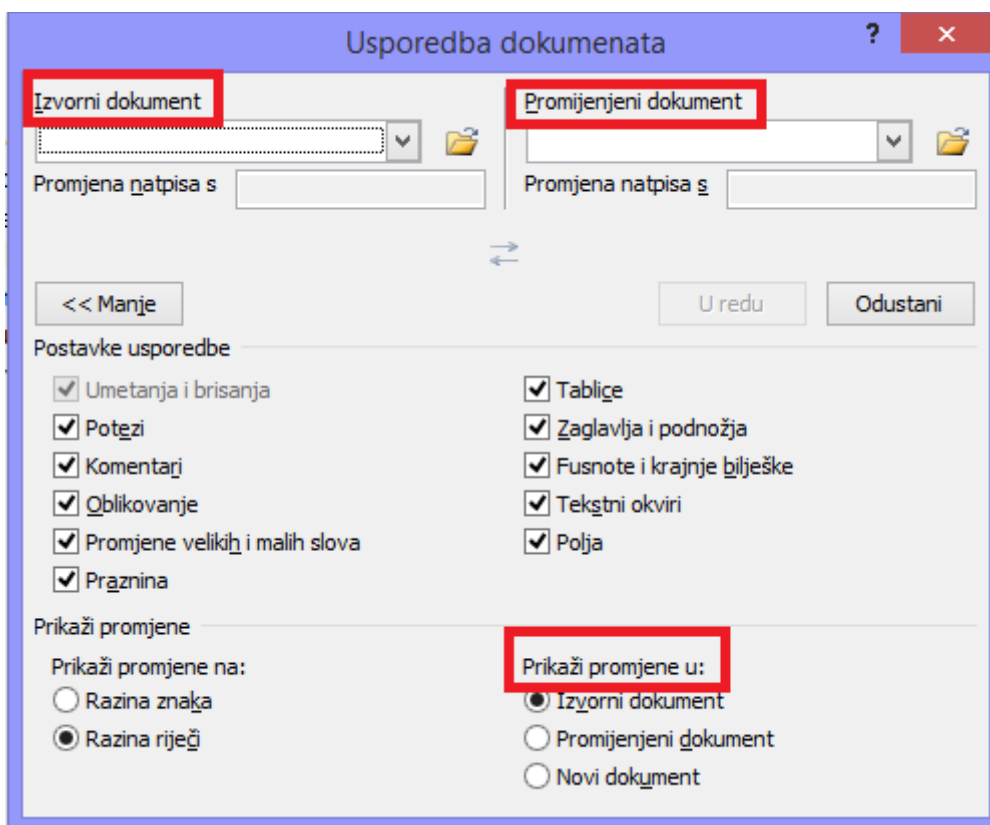 Usporedba dokumenata
?
Izvorni dokument
Promijenjeni dokument
Promjena natpisa s
Promjena natpisa s
<< Manje
U redu
Odustani
Postavke usporedbe
Umetanja i brisanja
Tablice
Potezi
Zaglavlja i podnožja
Komentari
Fusnote i krajnje bilješke
Oblikovanje
Tekstni okviri
Promjene velikih i malih slova
Polja
Praznina
Prikaži promjene
Prikaži promjene na:
Prikaži promjene u:
Razina znaka
Izvorni dokument
Razina riječi
Promijenjeni dokument
Novi dokument